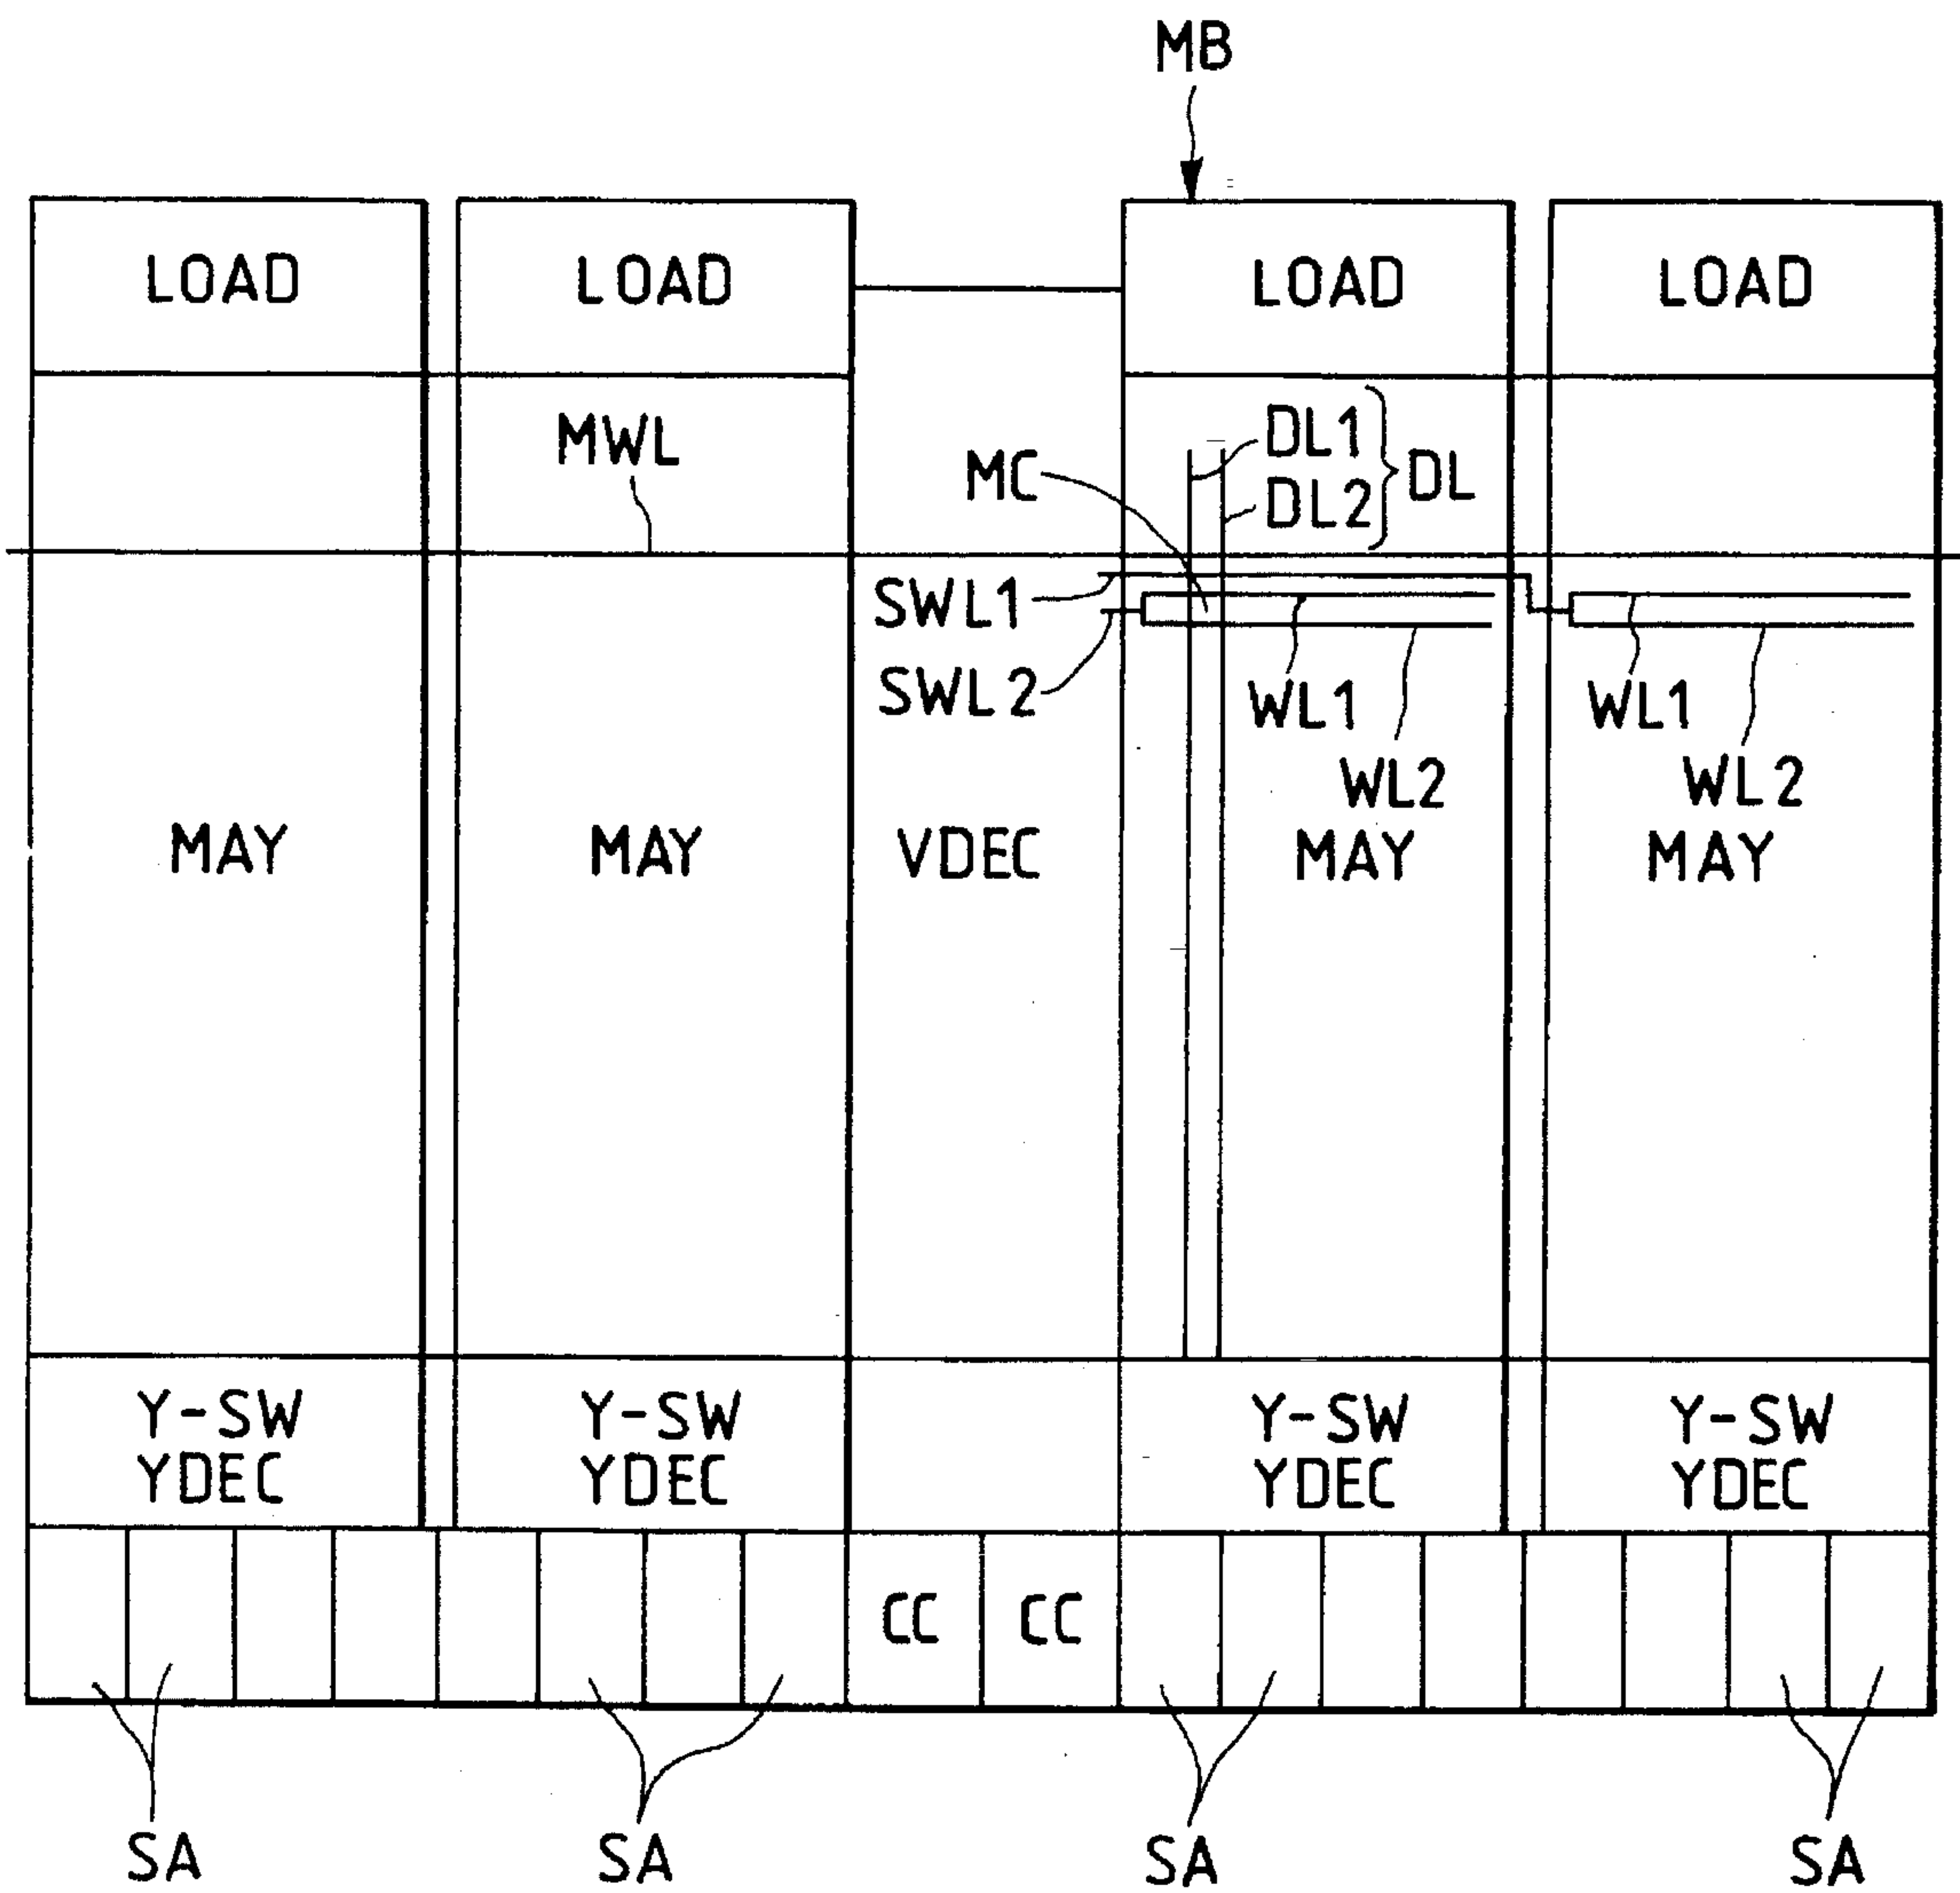 MB
LOAD LOAD LOAD LOAD
MWL
MC
DL1
DL2
DL
SWL1
SWL2
WL1
WL2
WL1
WL2
MAY MAY VDEC MAY MAY
Y-SW Y-SW Y-SW Y-SW
YDEC YDEC YDEC YDEC
CC CC
SA SA SA SA